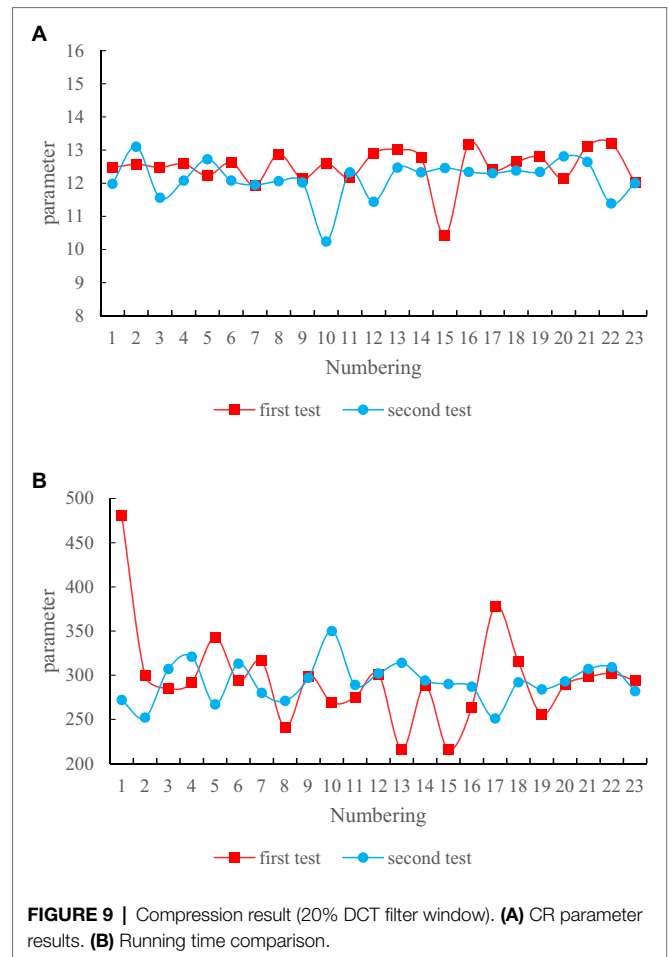 A
16
15
14
13
12
11
10
9
8
parameter
1 2 3 4 5 6 7 8 9 10 11 12 13 14 15 16 17 18 19 20 21 22 23
Numbering
first test second test
B
500
450
400
350
300
250
200
parameter
1 2 3 4 5 6 7 8 9 10 11 12 13 14 15 16 17 18 19 20 21 22 23
Numbering
first test second test
FIGURE 9 | Compression result (20% DCT filter window). (A) CR parameter
results. (B) Running time comparison.